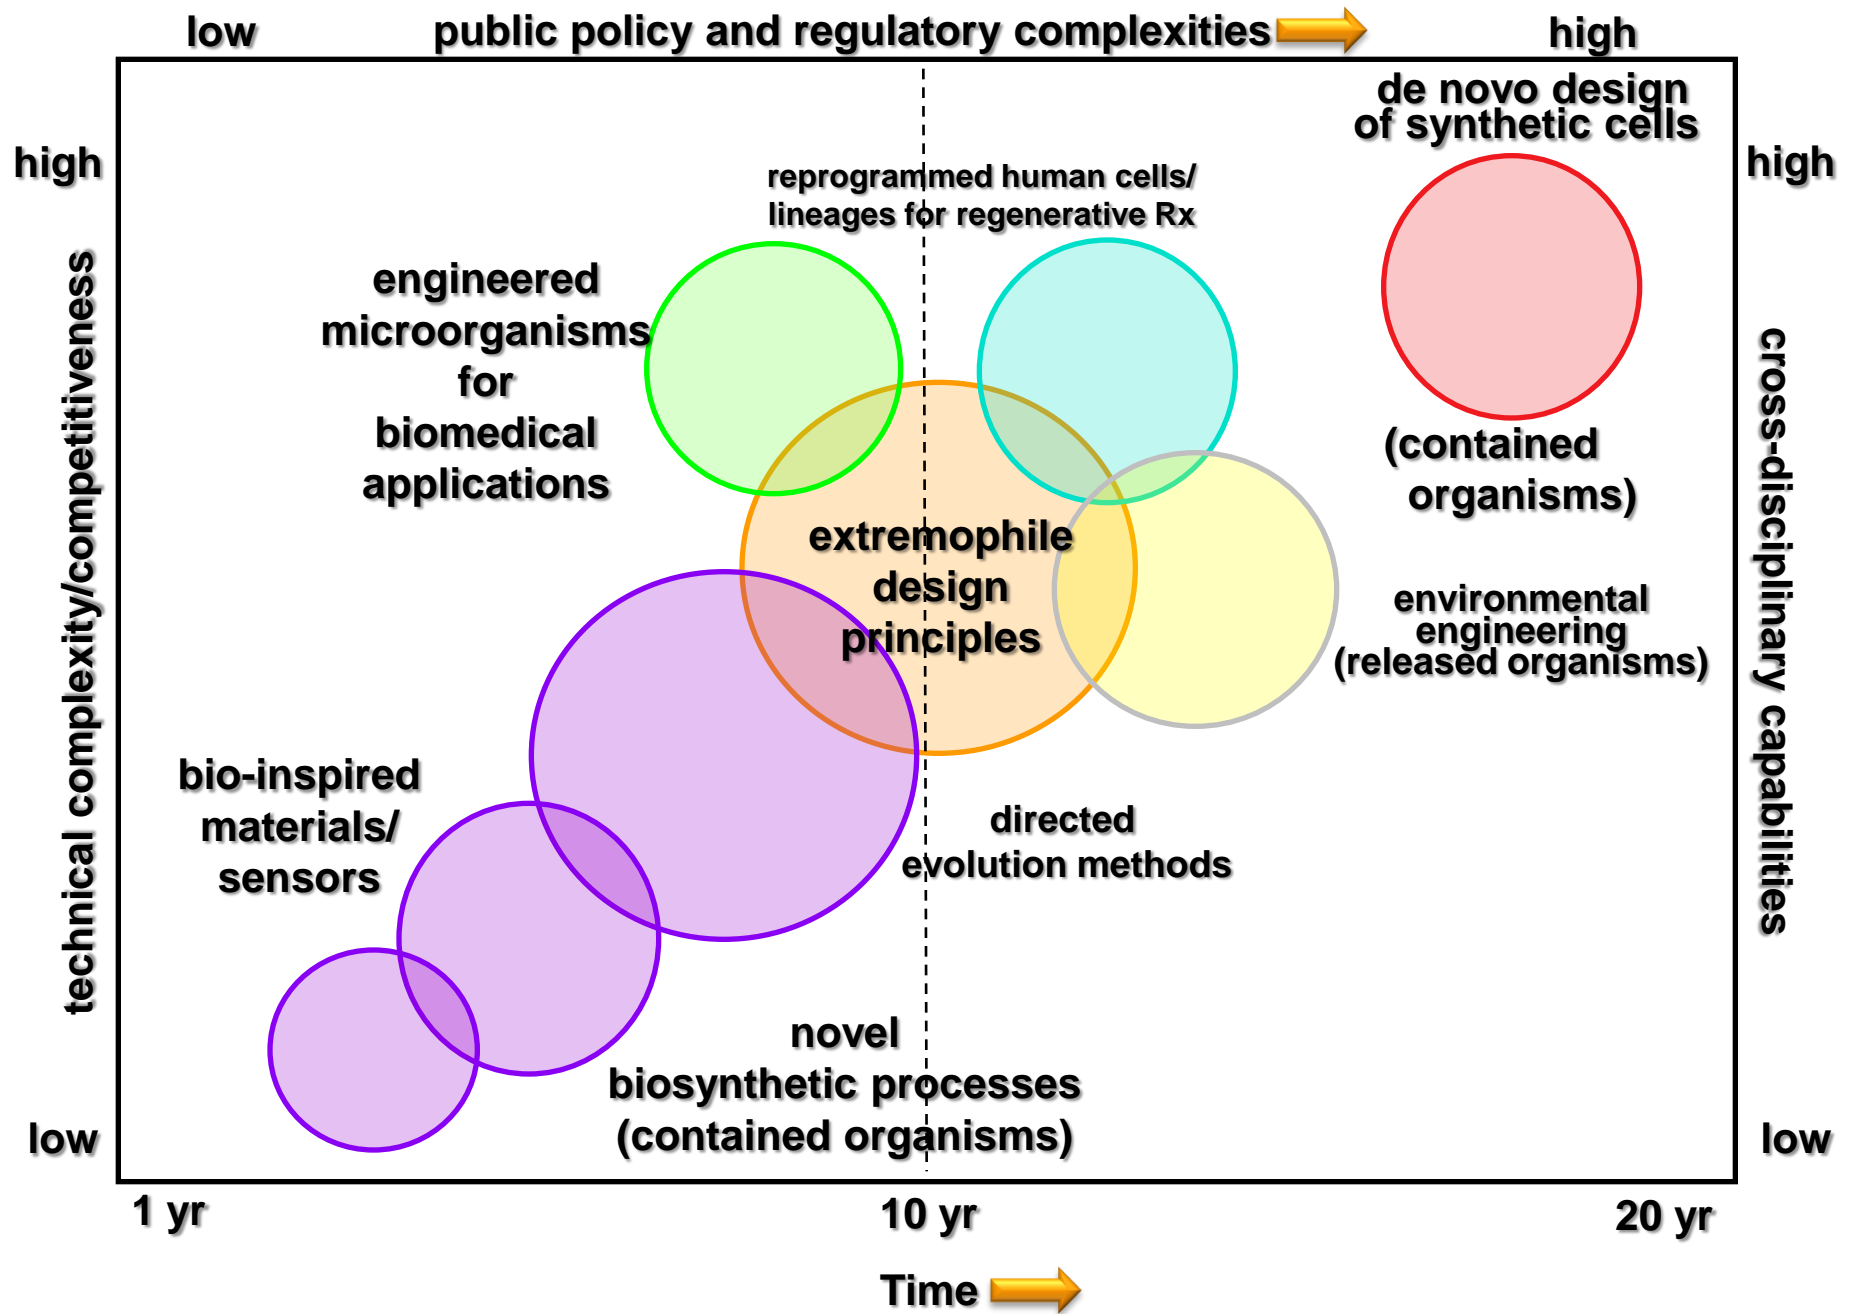 low
public policy and regulatory complexities
high
de novo design
of synthetic cells
high
high
reprogrammed human cells/
lineages for regenerative Rx
engineered
microorganisms
for
biomedical
applications
technical complexity/competitiveness
cross-disciplinary capabilities
(contained
organisms)
extremophile
design
principles
environmental
engineering
(released organisms)
bio-inspired
materials/
sensors
directed
evolution methods
novel
biosynthetic processes
(contained organisms)
low
low
1 yr
10 yr
20 yr
Time